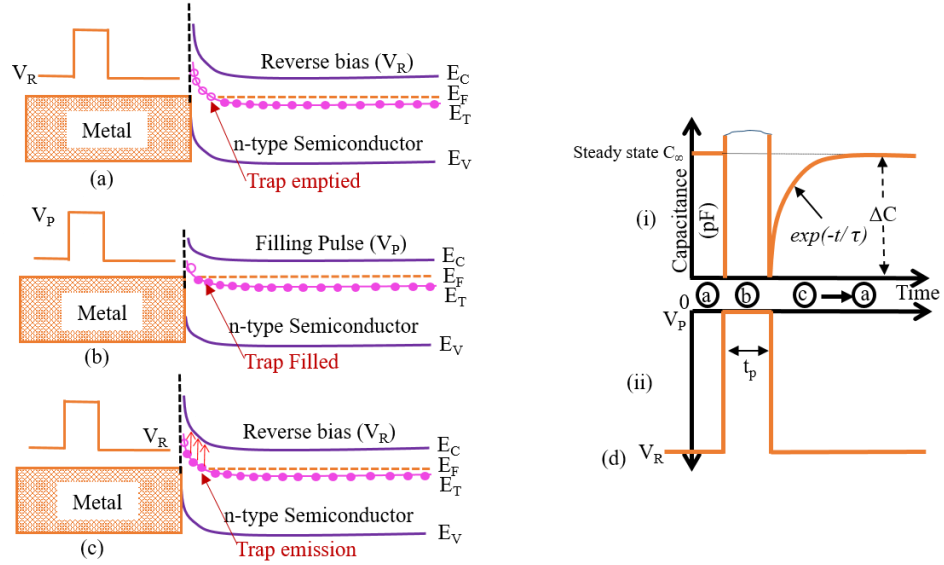 Reverse bias (V_R)
E_C
V_R
E_F
E_T
Metal
n-type Semiconductor
E_V
(a)
Trap emptied
V_P
Filling Pulse (V_P)
E_C
E_F
E_T
Metal
n-type Semiconductor
E_V
(b)
Trap Filled
V_R
Reverse bias (V_R)
E_C
E_F
E_T
Metal
n-type Semiconductor
E_V
(c)
Trap emission
Steady state C_∞
(i)
Capacitance
(pF)
exp(-t/τ)
ΔC
0
a
b
c
a
Time
V_P
(ii)
t_p
(d)
V_R